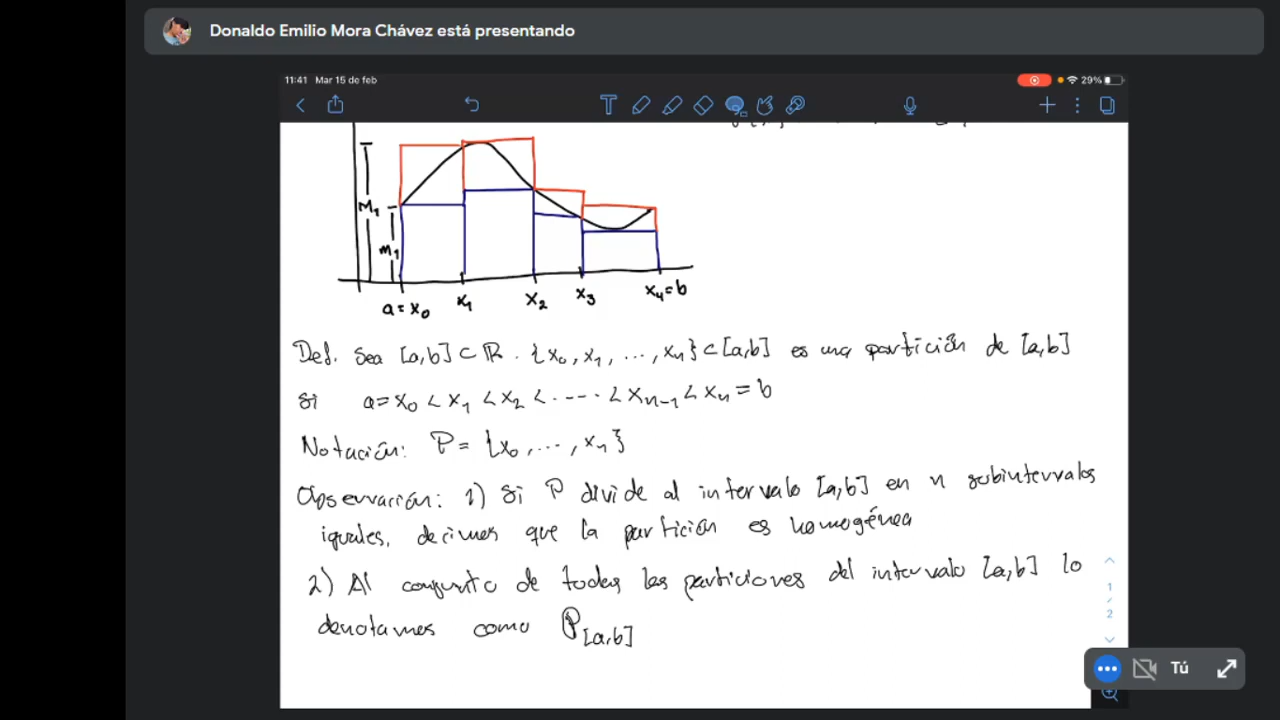 Donaldo Emilio Mora Chávez está presentando
11:41 Mar 15 de feb
29%
M₁
m₁
a=x₀ x₁ x₂ x₃ x₄=b
Def. Sea [a,b]⊂ℝ. {x₀, x₁, ..., xₙ}⊂[a,b] es una partición de [a,b]
si a=x₀<x₁<x₂<....<xₙ₋₁<xₙ=b
Notación: P={x₀,...,xₙ}
Observación: 1) Si P divide al intervalo [a,b] en n subintervalos
iguales, decimos que la partición es homogénea
2) Al conjunto de todas las particiones del intervalo [a,b] lo
denotamos como 𝒫[a,b]
1
2
Tú